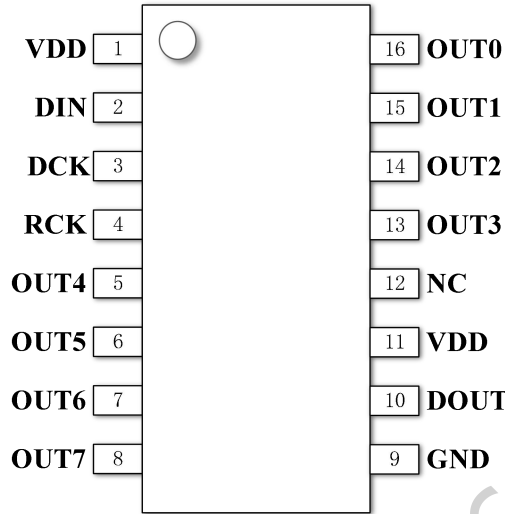 VDD 1 16 OUT0
DIN 2 15 OUT1
DCK 3 14 OUT2
RCK 4 13 OUT3
OUT4 5 12 NC
OUT5 6 11 VDD
OUT6 7 10 DOUT
OUT7 8 9 GND